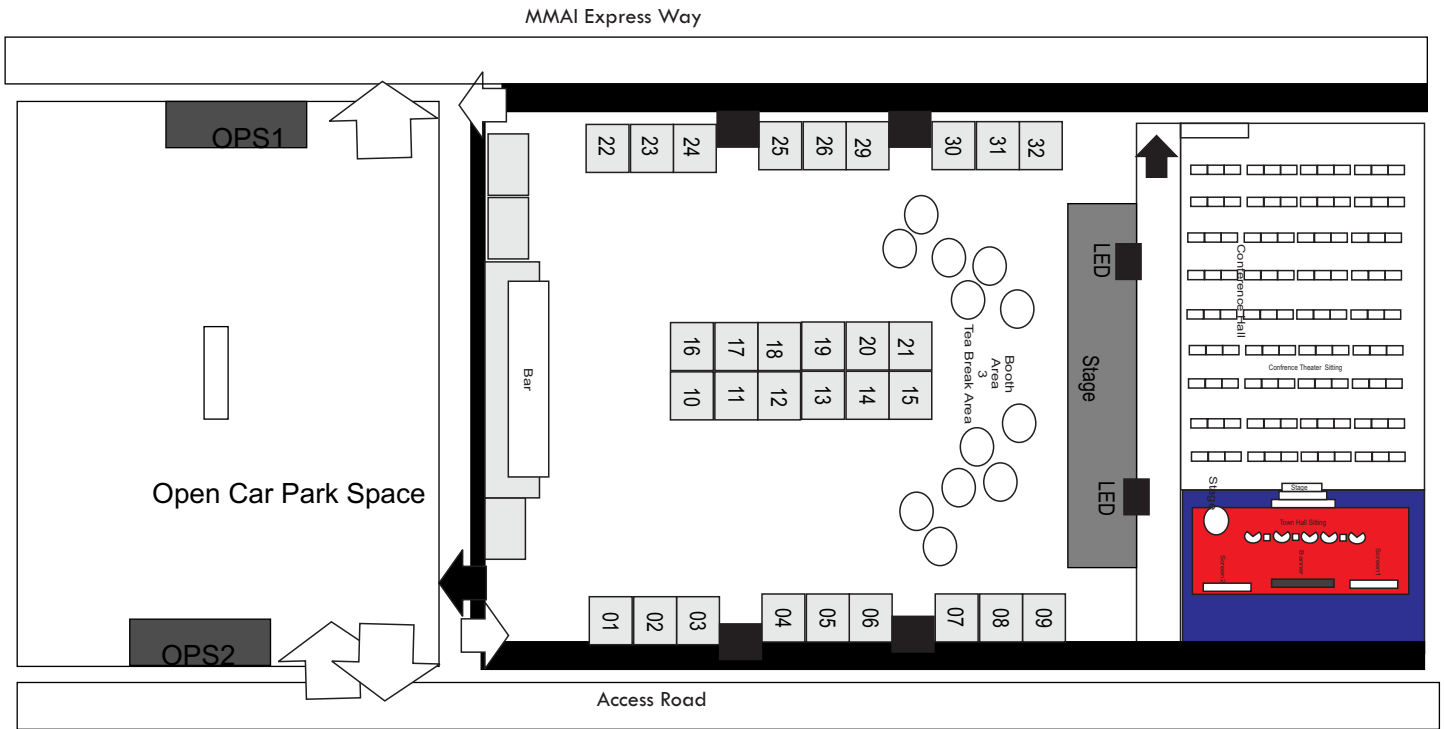 MMAI Express Way
OPS1
22
23
24
25
26
29
30
31
32
LED
Conference Hall
Bar
16
17
18
19
20
21
10
11
12
13
14
15
Tea Break Area
Booth
Area
3
Stage
Confrence Theater Sitting
Open Car Park Space
LED
Stage
Stage
Town Hall Sitting
Screen2
Banner
Screen1
OPS2
01
02
03
04
05
06
07
08
09
Access Road